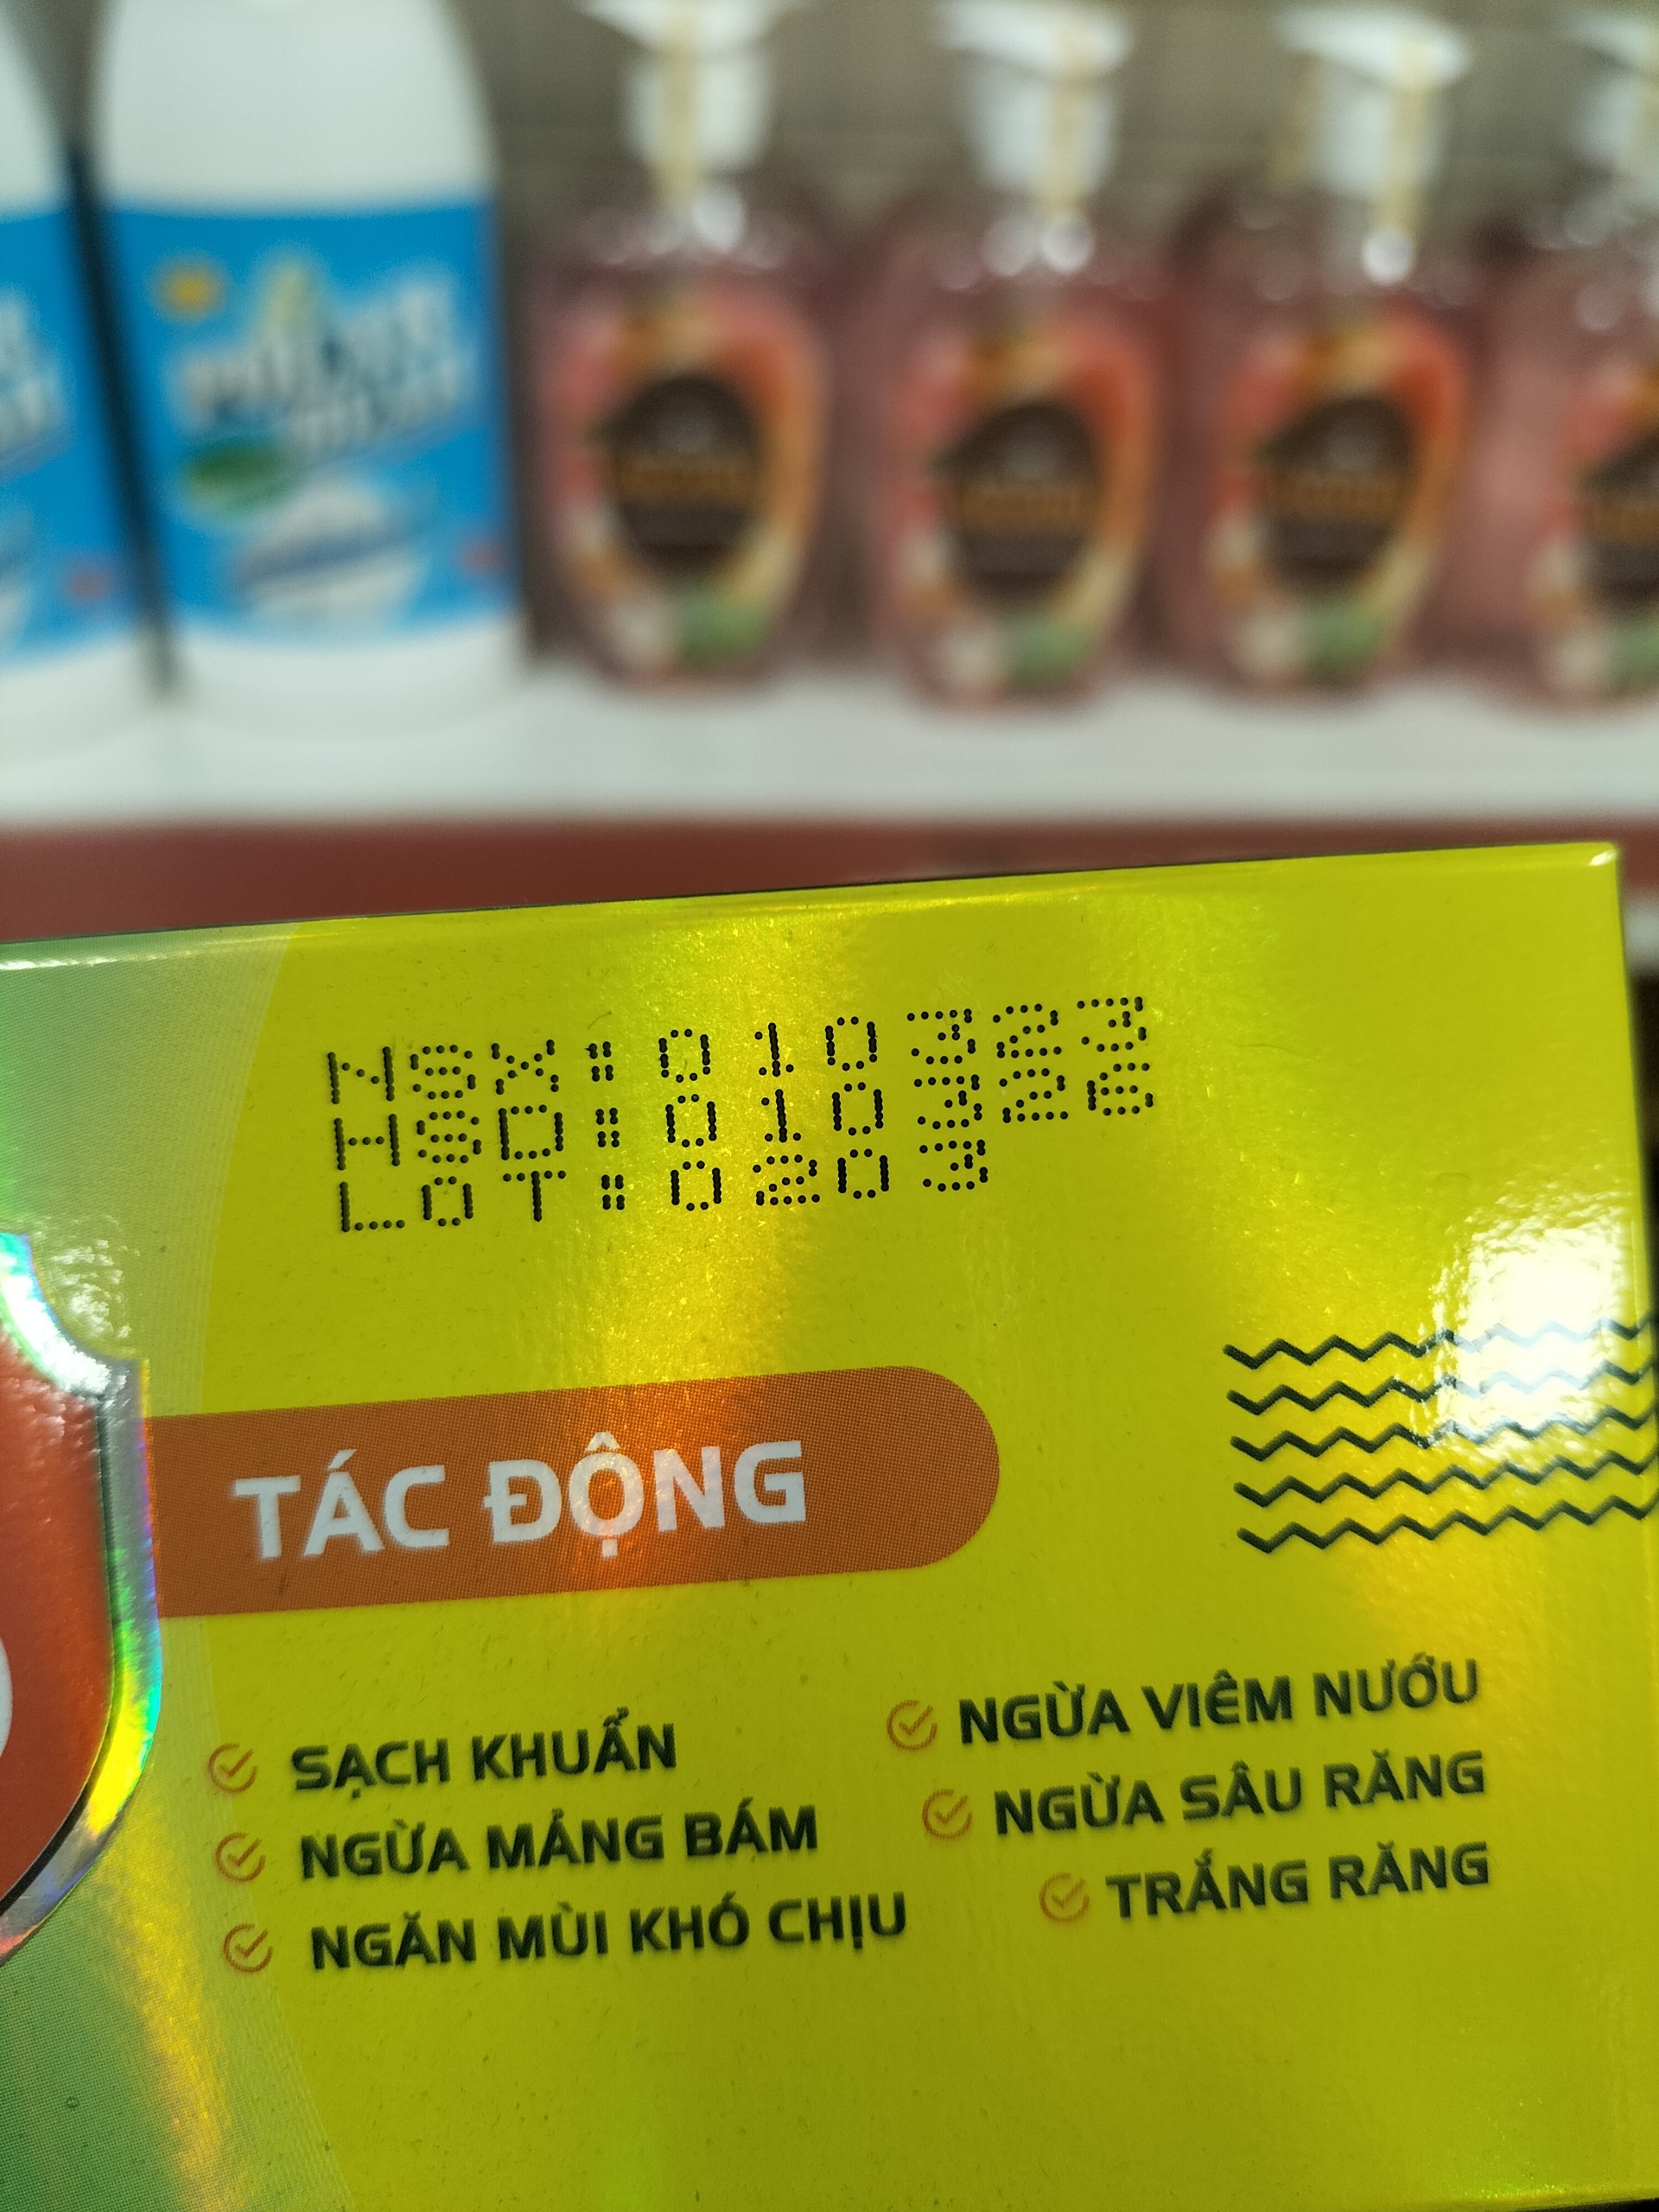 NSX:010323
HSD:010326
LOT:0203
TÁC ĐỘNG
SẠCH KHUẨN
NGỪA MẢNG BÁM
NGĂN MÙI KHÓ CHỊU
NGỪA VIÊM NƯỚU
NGỪA SÂU RĂNG
TRẮNG RĂNG